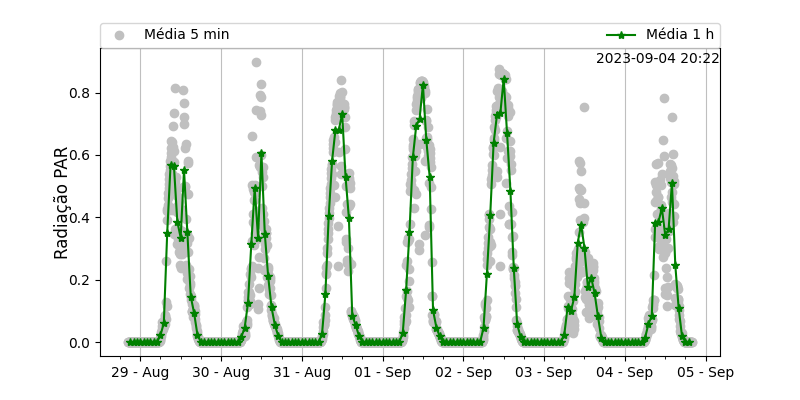 Média 5 min
Média 1 h
2023-09-04 20:22
Radiação PAR
0.8
0.6
0.4
0.2
0.0
29 - Aug
30 - Aug
31 - Aug
01 - Sep
02 - Sep
03 - Sep
04 - Sep
05 - Sep